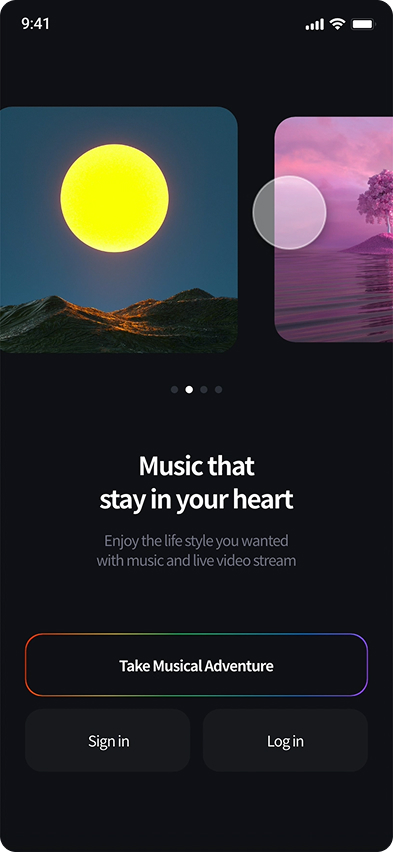 9:41
Music that
stay in your heart
Enjoy the life style you wanted
with music and live video stream
Take Musical Adventure
Sign in
Log in